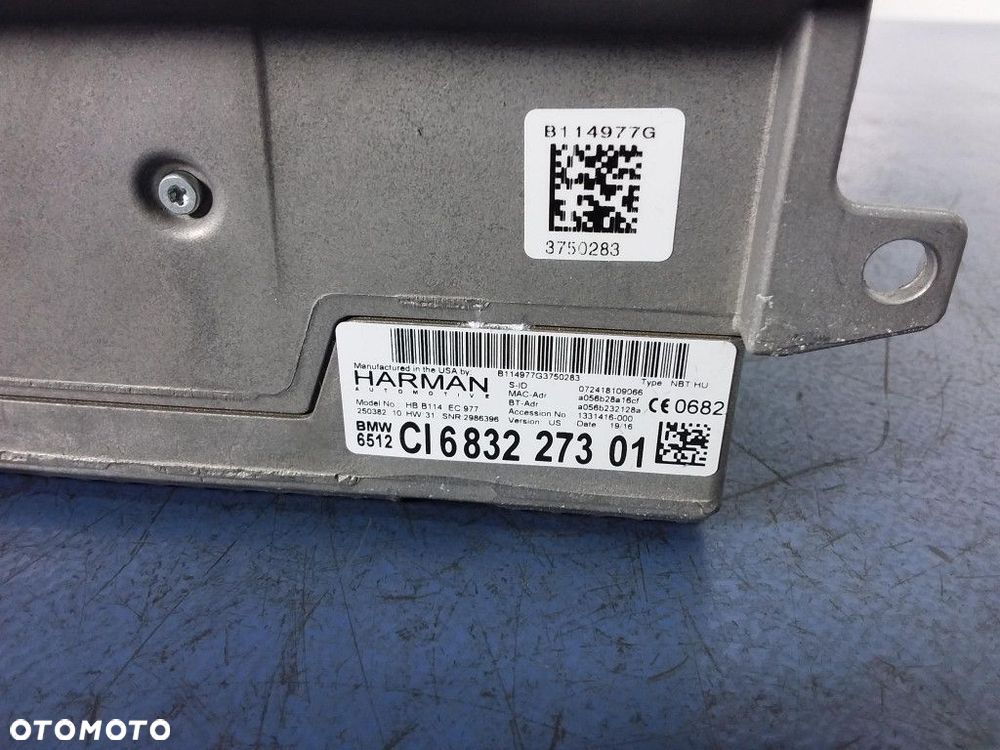 B114977G
3750283
Manufactured in the USA by:
B114977G3750283
HARMAN
AUTOMOTIVE
S-ID 072418109066 Type NBT HU
MAC-Adr a056b28a16cf
BT-Adr a056b232128a
CE 0682
Model No. HB B114 EC 977
Accession No 1331416-000
250382 10 HW 31 SNR 2986396
Version: US Date 19/16
BMW
6512 CI 6 832 273 01
OTOMOTO